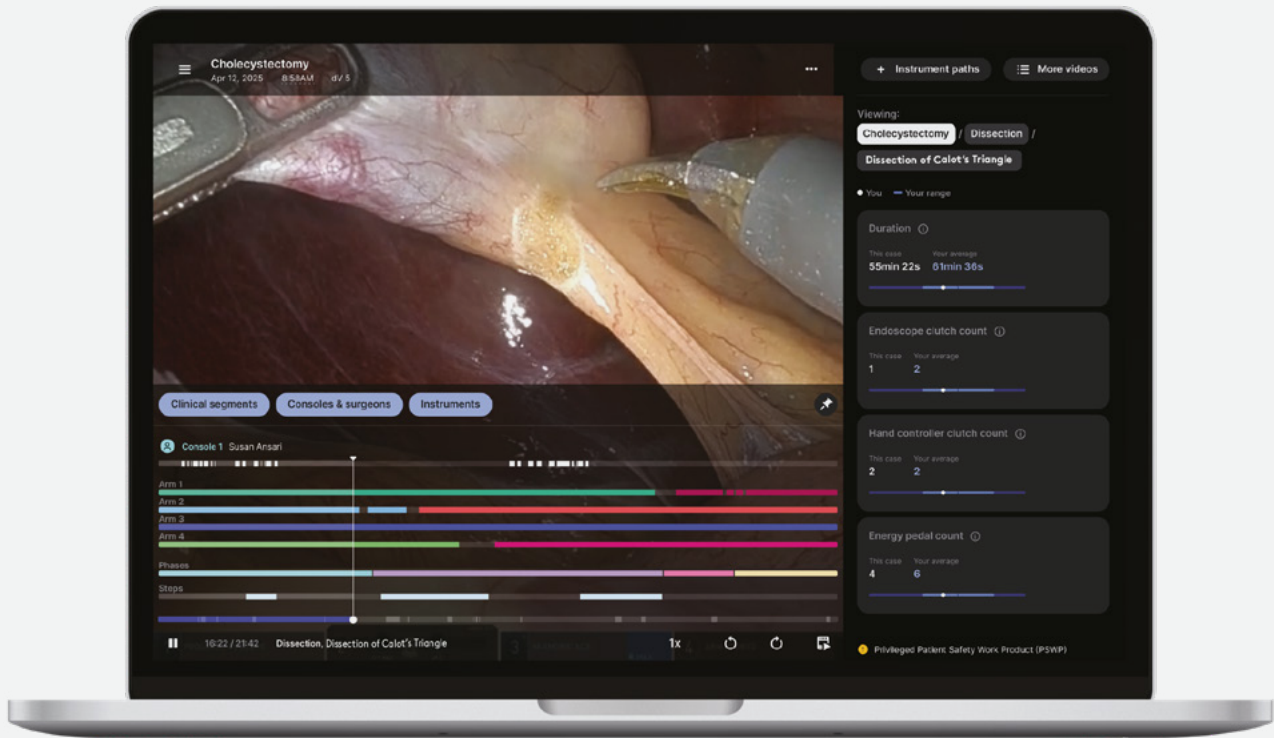 Cholecystectomy
Apr 12, 2025 8:58AM dV 5
+ Instrument paths
More videos
Viewing:
Cholecystectomy / Dissection /
Dissection of Calot's Triangle
You Your range
Duration
This case Your average
55min 22s 61min 36s
Endoscope clutch count
This case Your average
1 2
Hand controller clutch count
This case Your average
2 2
Energy pedal count
This case Your average
4 6
Privileged Patient Safety Work Product (PSWP)
Clinical segments
Consoles & surgeons
Instruments
Console 1 Susan Ansari
Arm 1
Arm 2
Arm 3
Arm 4
Phases
Steps
16:22 / 21:42 Dissection, Dissection of Calot's Triangle 1x